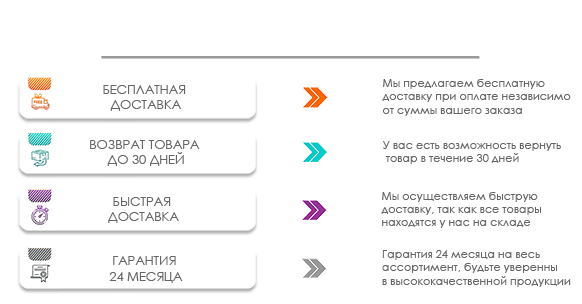 БЕСПЛАТНАЯ
ДОСТАВКА
Мы предлагаем бесплатную
доставку при оплате независимо
от суммы вашего заказа
ВОЗВРАТ ТОВАРА
ДО 30 ДНЕЙ
У вас есть возможность вернуть
товар в течение 30 дней
БЫСТРАЯ
ДОСТАВКА
Мы осуществляем быструю
доставку, так как все товары
находятся у нас на складе
ГАРАНТИЯ
24 МЕСЯЦА
Гарантия 24 месяца на весь
ассортимент, будьте уверенны
в высококачественной продукции